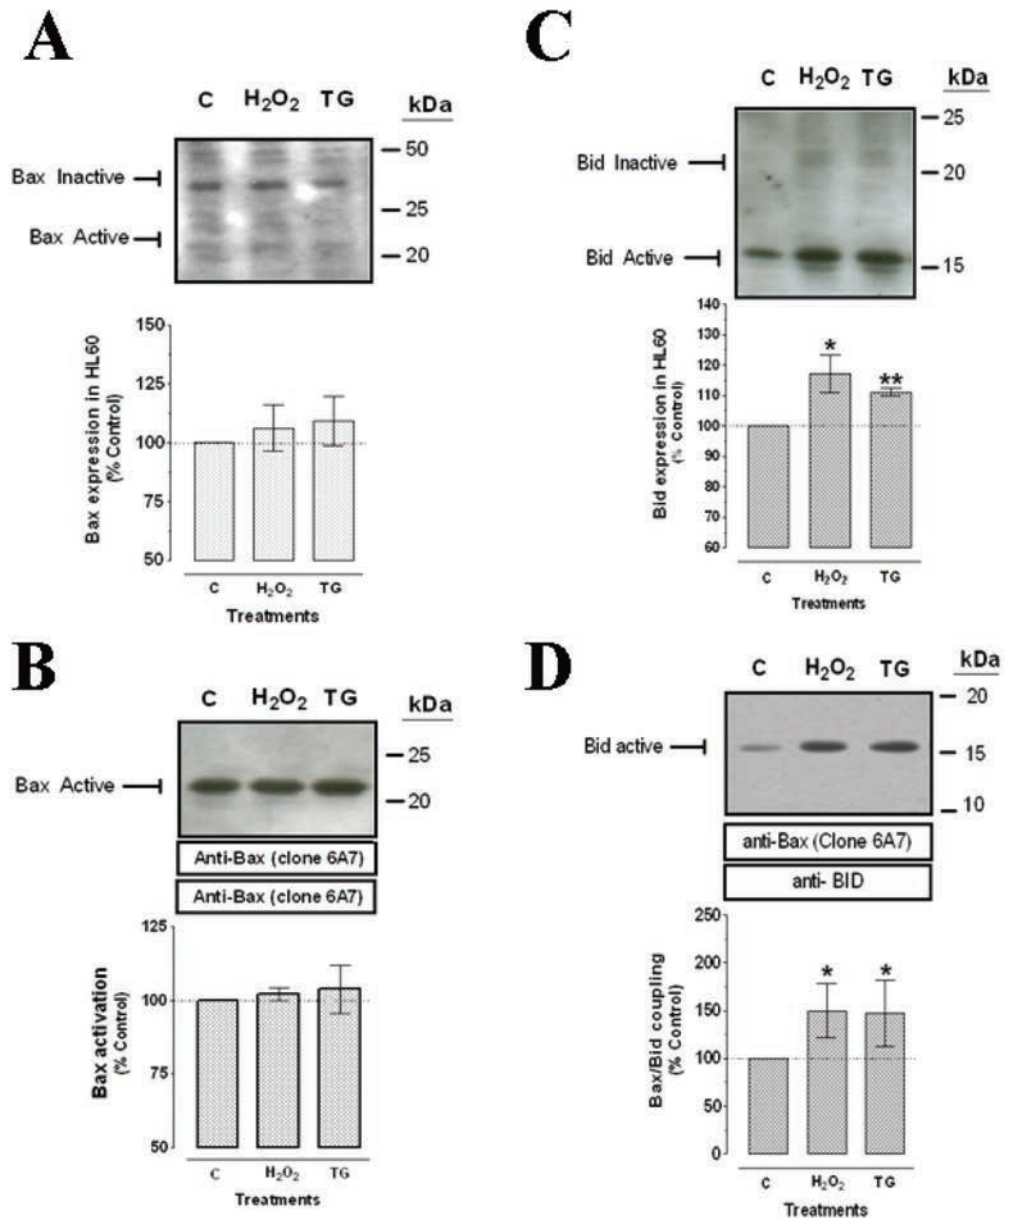 A
C H₂O₂ TG kDa
Bax Inactive
Bax Active
50
25
20
150
125
100
75
50
Bax expression in HL60
(% Control)
C H₂O₂ TG
Treatments
B
C H₂O₂ TG kDa
Bax Active
25
20
Anti-Bax (clone 6A7)
Anti-Bax (clone 6A7)
125
100
75
50
Bax activation
(% Control)
C H₂O₂ TG
Treatments
C
C H₂O₂ TG kDa
Bid Inactive
Bid Active
25
20
15
140
130
120
110
100
90
80
70
60
Bid expression in HL60
(% Control)
*
**
C H₂O₂ TG
Treatments
D
C H₂O₂ TG kDa
Bid active
20
15
10
anti-Bax (Clone 6A7)
anti- BID
250
200
150
100
50
0
Bax/Bid coupling
(% Control)
* *
C H₂O₂ TG
Treatments